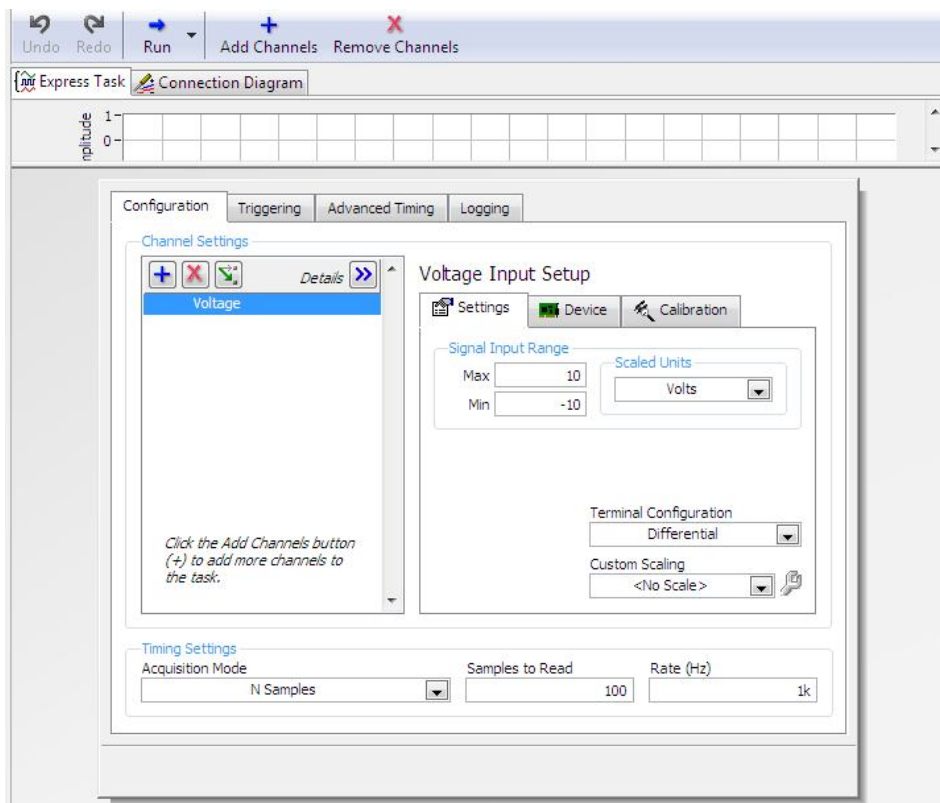 Undo Redo Run Add Channels Remove Channels
Express Task Connection Diagram
1
0
Configuration Triggering Advanced Timing Logging
Channel Settings
Details
Voltage
Click the Add Channels button
(+) to add more channels to
the task.
Voltage Input Setup
Settings Device Calibration
Signal Input Range
Max 10
Min -10
Scaled Units
Volts
Terminal Configuration
Differential
Custom Scaling
<No Scale>
Timing Settings
Acquisition Mode Samples to Read Rate (Hz)
N Samples 100 1k